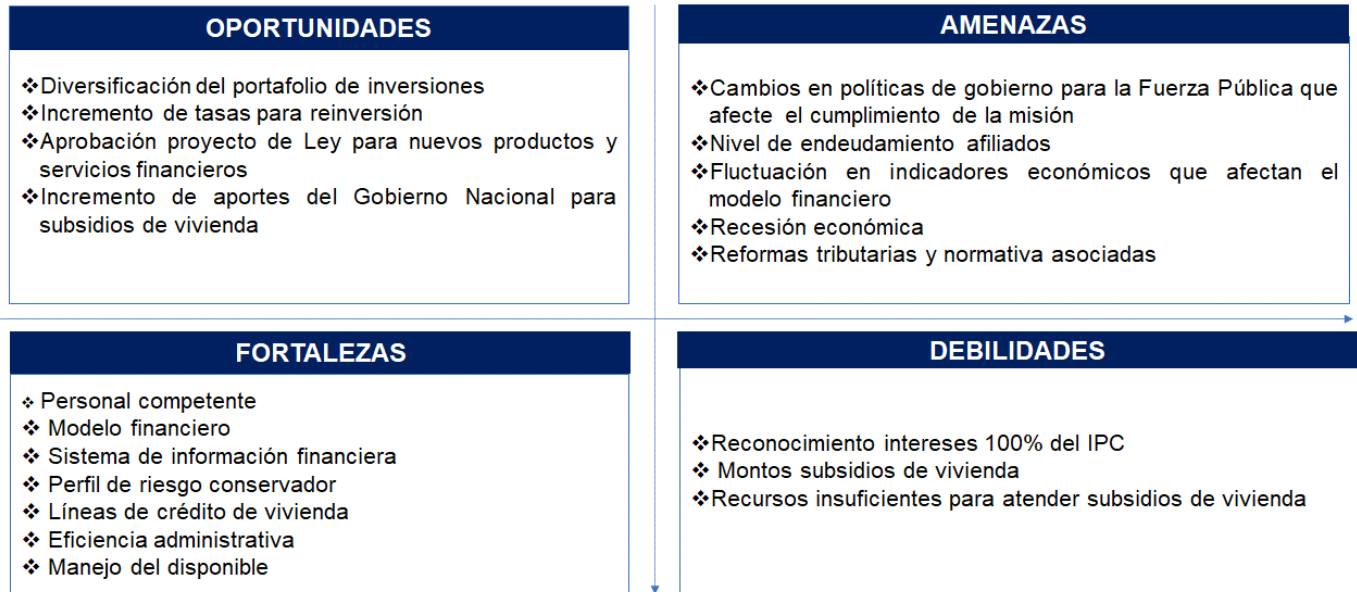 OPORTUNIDADES
❖Diversificación del portafolio de inversiones
❖Incremento de tasas para reinversión
❖Aprobación proyecto de Ley para nuevos productos y
servicios financieros
❖Incremento de aportes del Gobierno Nacional para
subsidios de vivienda
AMENAZAS
❖Cambios en políticas de gobierno para la Fuerza Pública que
afecte el cumplimiento de la misión
❖Nivel de endeudamiento afiliados
❖Fluctuación en indicadores económicos que afectan el
modelo financiero
❖Recesión económica
❖Reformas tributarias y normativa asociadas
FORTALEZAS
❖ Personal competente
❖ Modelo financiero
❖ Sistema de información financiera
❖ Perfil de riesgo conservador
❖ Líneas de crédito de vivienda
❖ Eficiencia administrativa
❖ Manejo del disponible
DEBILIDADES
❖Reconocimiento intereses 100% del IPC
❖ Montos subsidios de vivienda
❖Recursos insuficientes para atender subsidios de vivienda